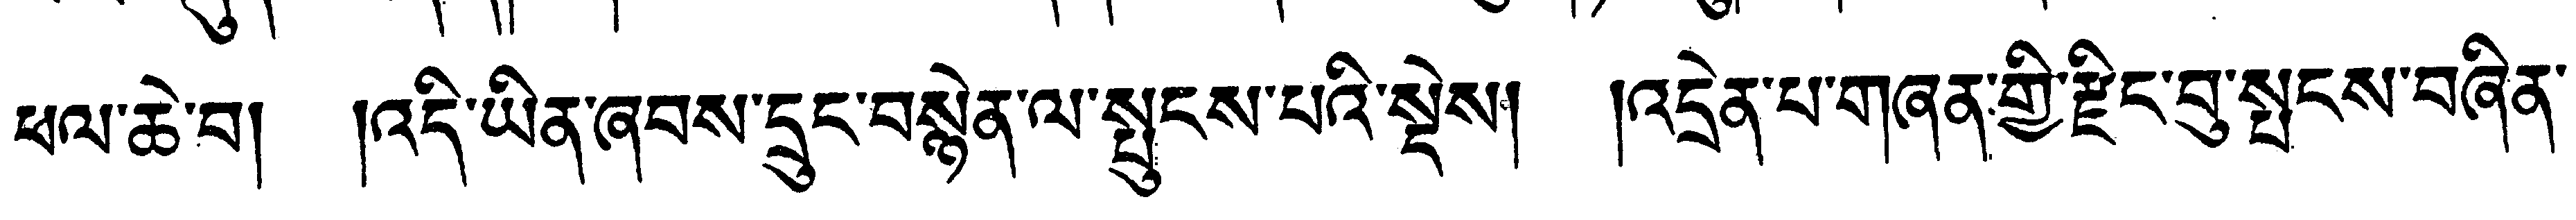 ཕལ་ཆེ་བ། །འདི་ཡིན་ཞབས་དྲུང་བསྙེན་ལ་སྤྲུངས་པའི་སྡེས། །འདྲེན་པ་གཞན་གྱི་རྫིང་བུ་སྤངས་བཞིན་